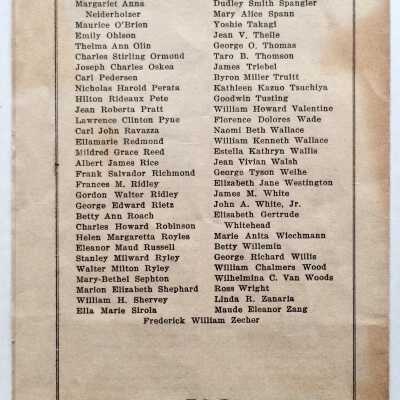 Margariet Anna
Neiderholzer
Maurice O'Brien
Emily Ohlson
Thelma Ann Olin
Charles Stirling Ormond
Joseph Charles Oskea
Carl Pedersen
Nicholas Harold Perata
Hilton Rideaux Pete
Jean Roberta Pratt
Lawrence Clinton Pyne
Carl John Ravazza
Ellamarie Redmond
Mildred Grace Reed
Albert James Rice
Frank Salvador Richmond
Frances M. Ridley
Gordon Walter Ridley
George Edward Rietz
Betty Ann Roach
Charles Howard Robinson
Helen Margaretta Royles
Eleanor Maud Russell
Stanley Milward Ryley
Walter Milton Ryley
Mary-Bethel Sephton
Marion Elizabeth Shephard
William H. Shervey
Ella Marie Sirola
Dudley Smith Spangler
Mary Alice Spann
Yoshie Takagi
Jean V. Theile
George O. Thomas
Taro B. Thomson
James Triebel
Byron Miller Truitt
Kathleen Kazuo Tsuchiya
Goodwin Tusting
William Howard Valentine
Florence Dolores Wade
Naomi Beth Wallace
William Kenneth Wallace
Estella Kathryn Wallis
Jean Vivian Walsh
George Tyson Weihe
Elizabeth Jane Westington
James M. White
John A. White, Jr.
Elisabeth Gertrude
Whitehead
Marie Anita Wiechmann
Betty Willemin
George Richard Willis
William Chalmers Wood
Wilhelmina C. Van Woods
Ross Wright
Linda R. Zanaria
Maude Eleanor Zang
Frederick William Zecher